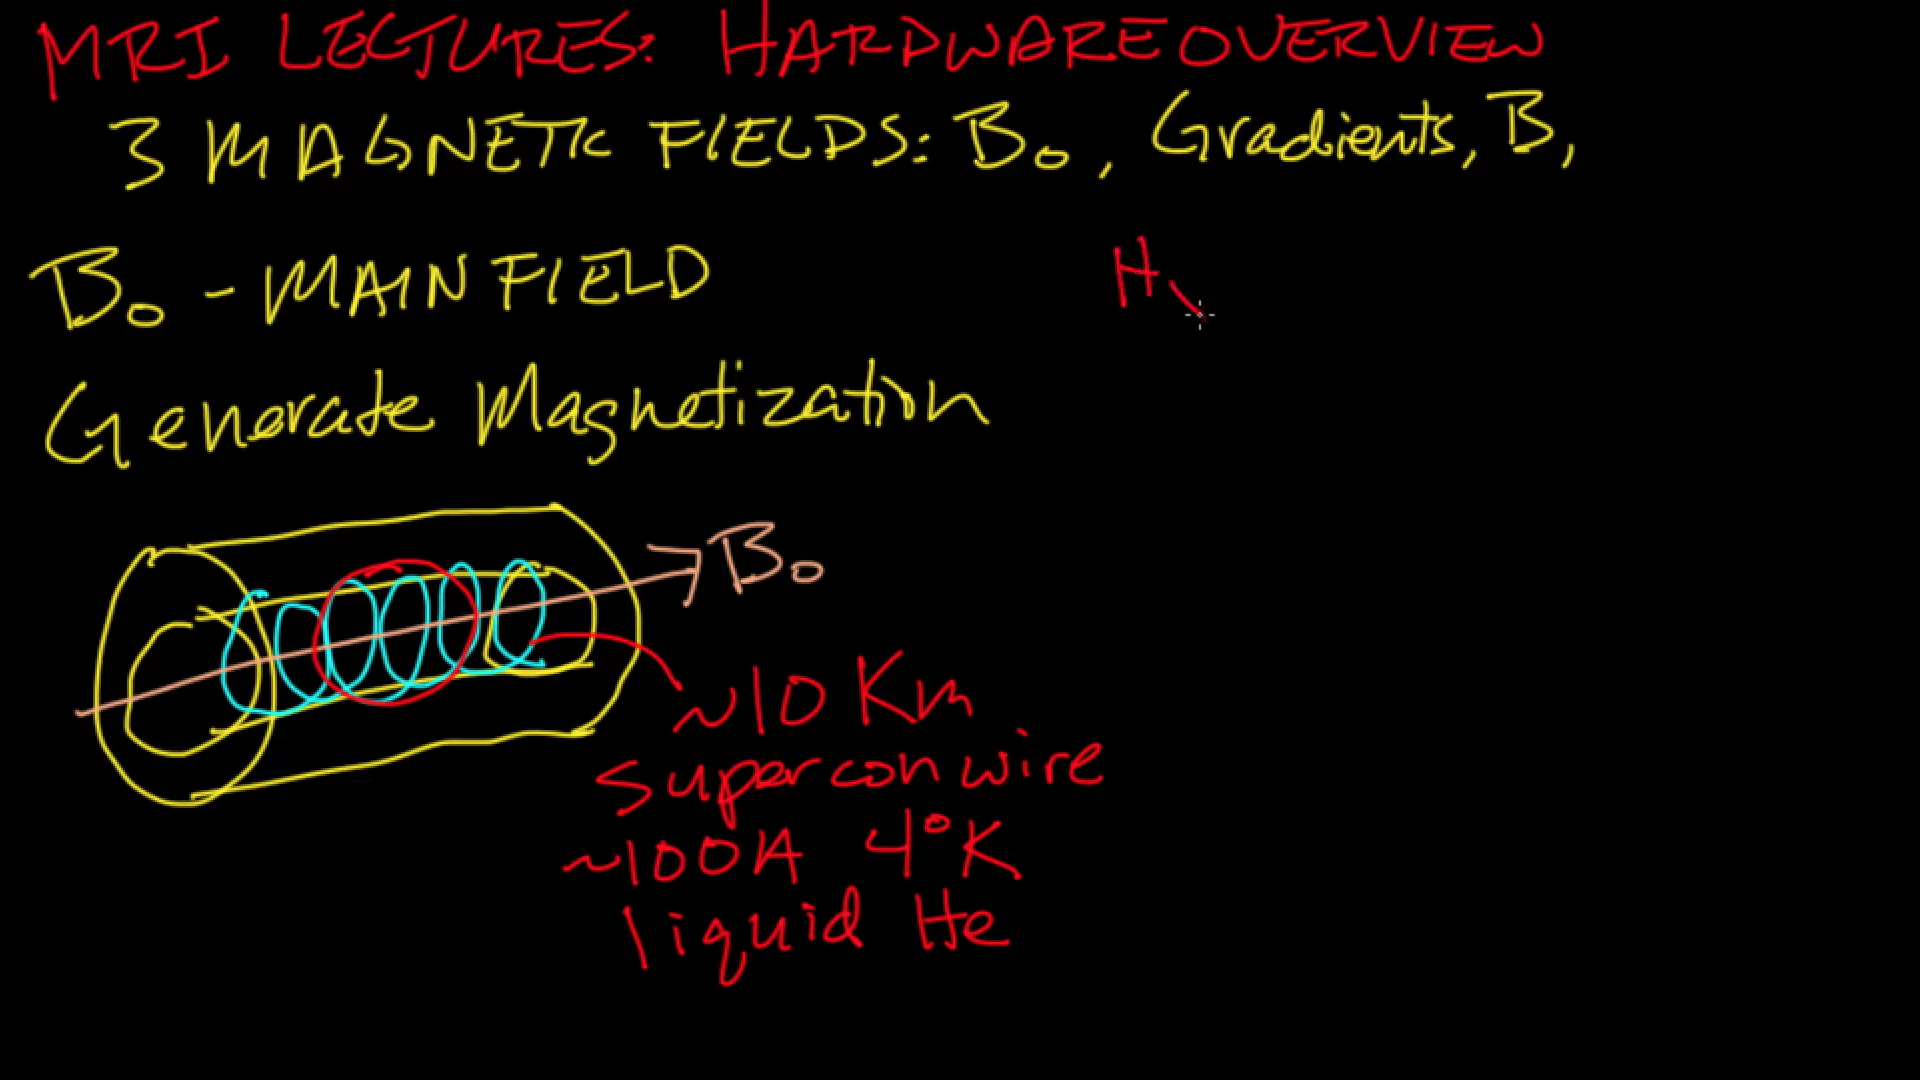 MRI LECTURES: HARDWARE OVERVIEW
3 MAGNETIC FIELDS: B₀, Gradients, B₁
B₀ - MAIN FIELD
H
Generate Magnetization
B₀
~10 Km
supercon wire
~100A 4°K
liquid He